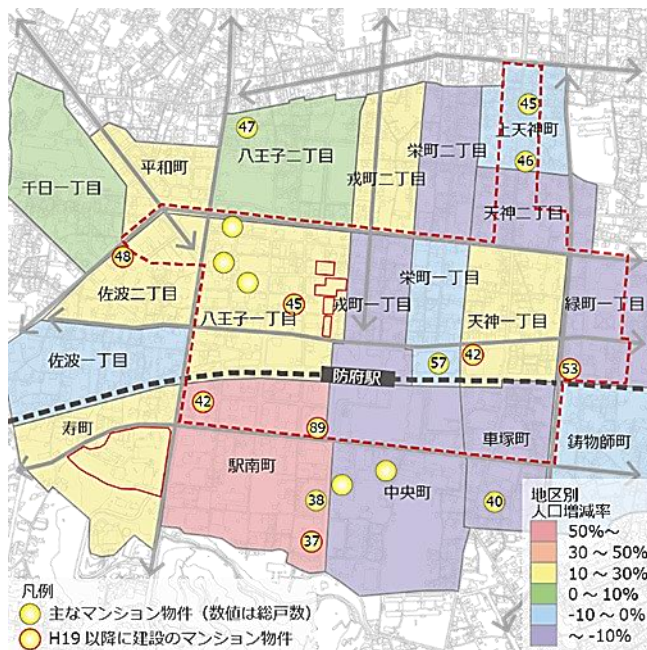 45
上天神町
47
八王子二丁目
戎町二丁目
栄町二丁目
46
平和町
千日一丁目
天神二丁目
48
佐波二丁目
八王子一丁目
45
戎町一丁目
栄町一丁目
天神一丁目
緑町一丁目
佐波一丁目
57
42
53
防府駅
42
寿町
89
駅南町
車塚町
鋳物師町
38
中央町
40
37
地区別
人口増減率
50%~
30~50%
10~30%
0~10%
-10~0%
~-10%
凡例
主なマンション物件(数値は総戸数)
H19以降に建設のマンション物件